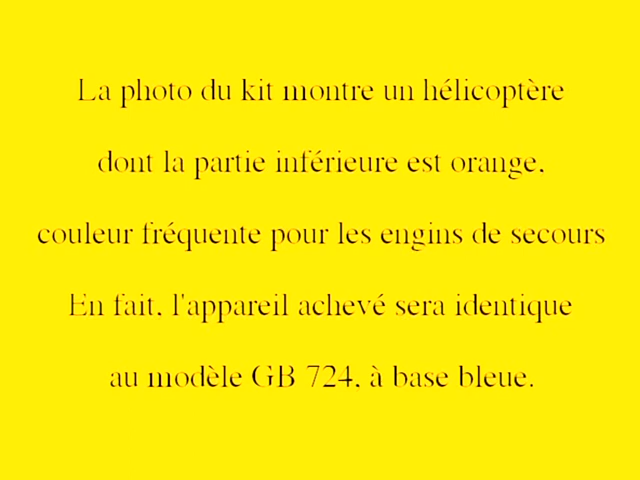 La photo du kit montre un hélicoptère
dont la partie inférieure est orange,
couleur fréquente pour les engins de secours
En fait, l'appareil achevé sera identique
au modèle GB 724, à base bleue.